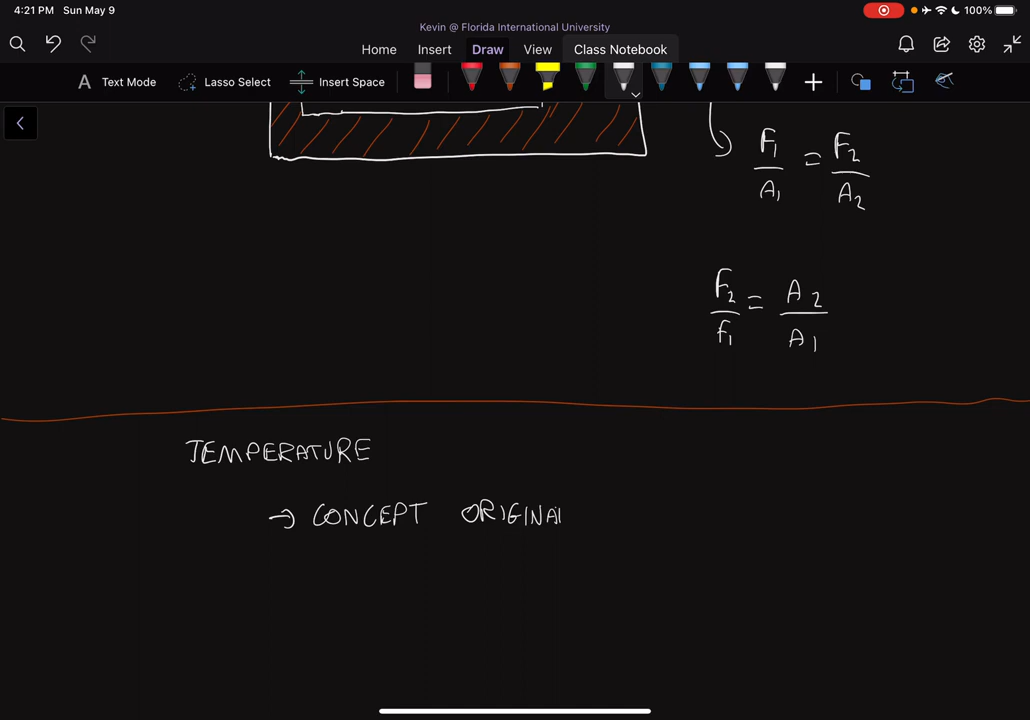 4:21 PM Sun May 9
100%
Kevin @ Florida International University
Home Insert Draw View Class Notebook
Text Mode Lasso Select Insert Space
F1/A1 = F2/A2
F2/F1 = A2/A1
TEMPERATURE
→ CONCEPT ORIGINA